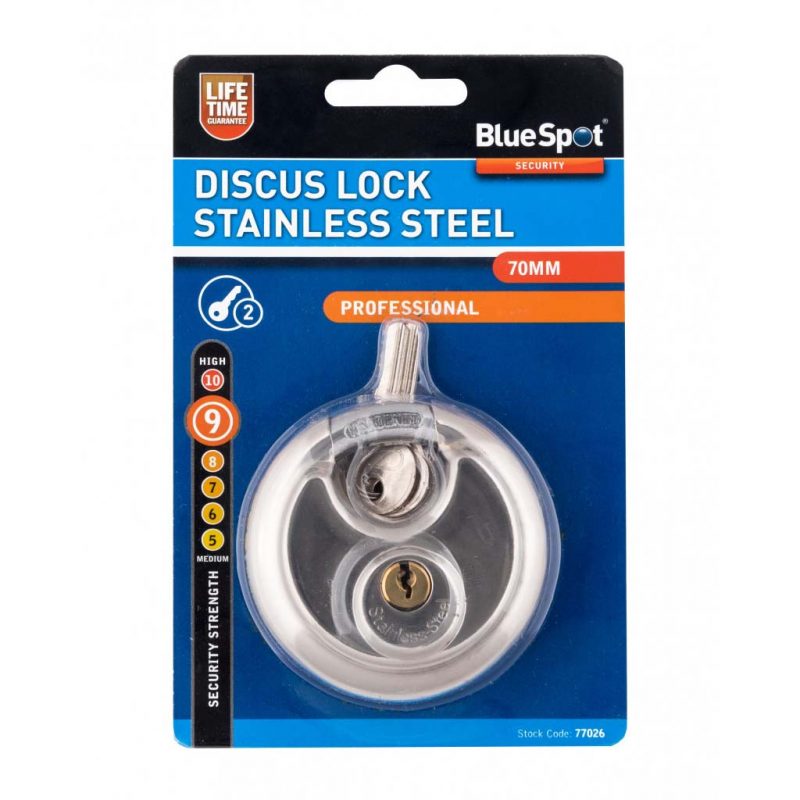 LIFE
TIME
GUARANTEE
BlueSpot®
SECURITY
DISCUS LOCK
STAINLESS STEEL
70MM
2
PROFESSIONAL
HIGH
10
9
8
7
6
5
MEDIUM
SECURITY STRENGTH
Stainless-Steel
Stock Code: 77026